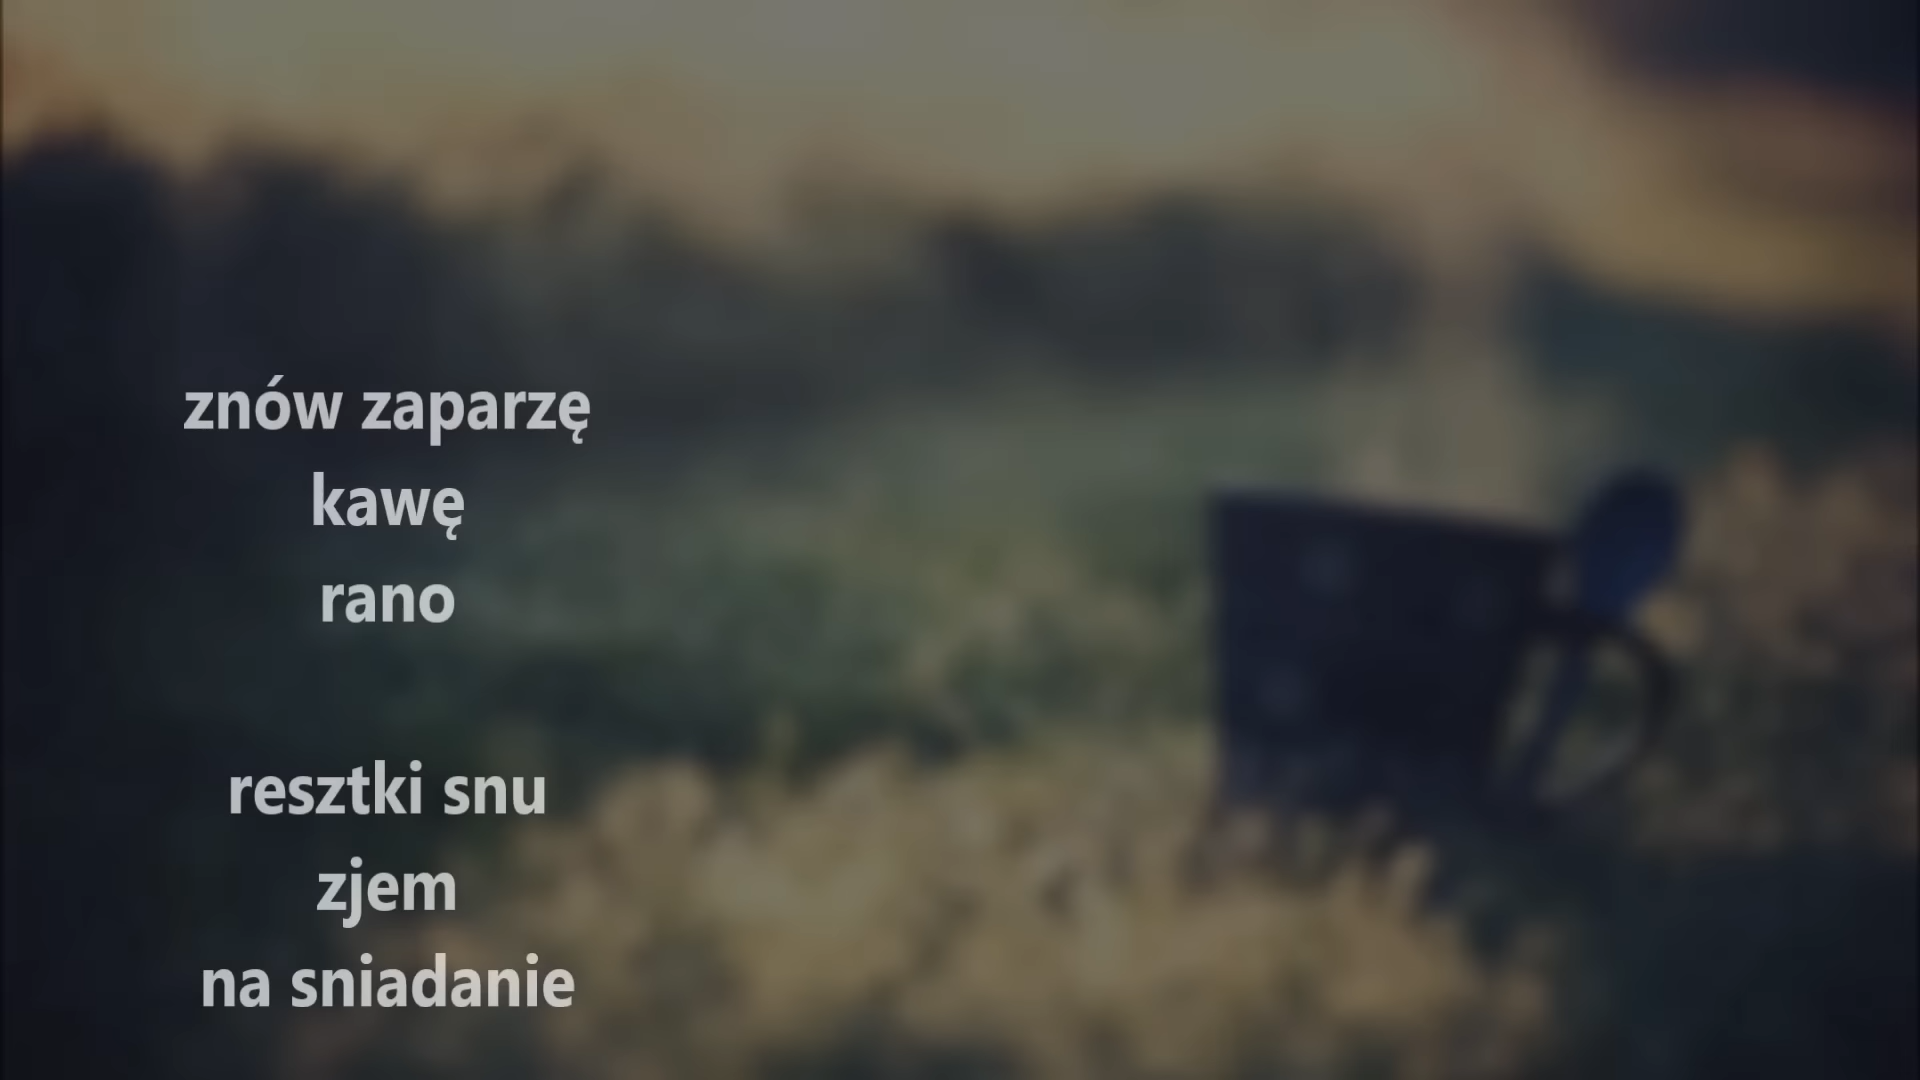 znów zaparzę
kawę
rano
resztki snu
zjem
na sniadanie